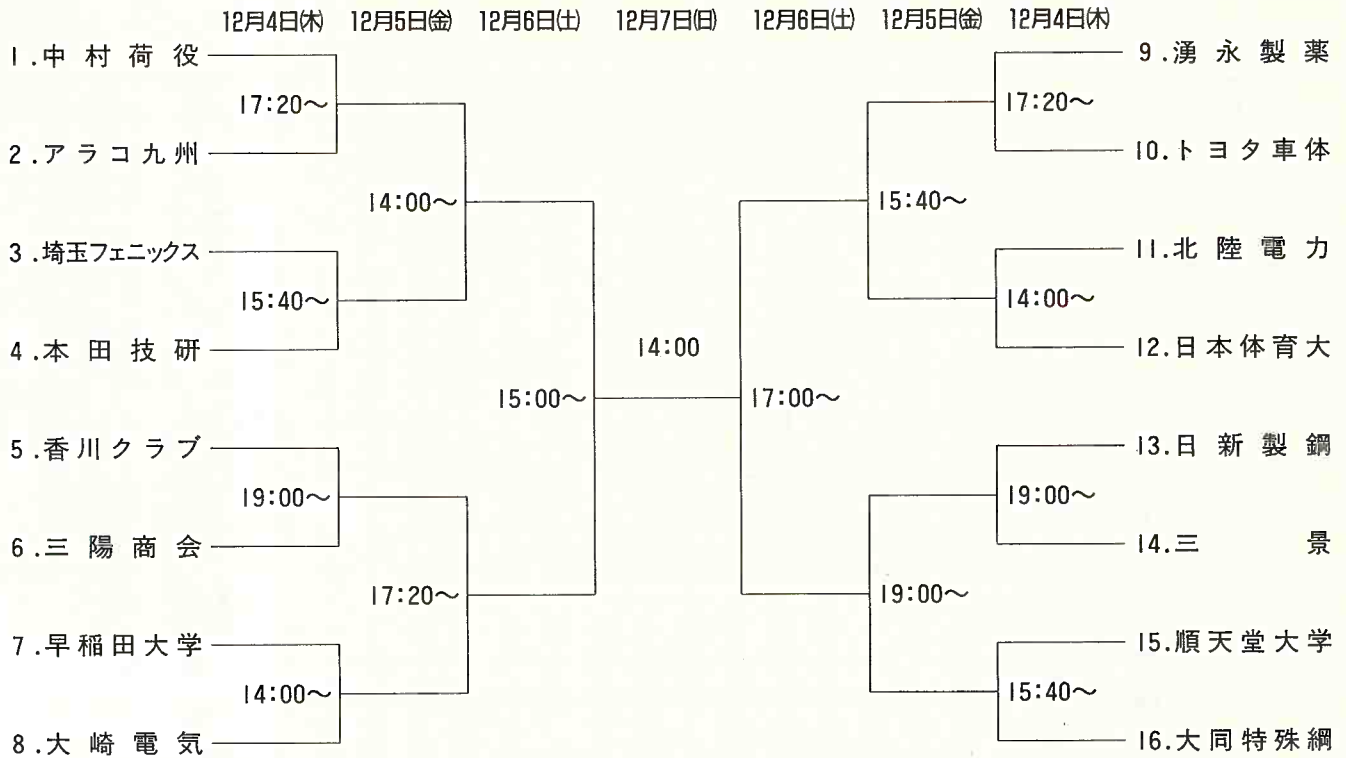 12月4日(木) 12月5日(金) 12月6日(土) 12月7日(日) 12月6日(土) 12月5日(金) 12月4日(木)
1.中村荷役
17:20～
2.アラコ九州
14:00～
3.埼玉フェニックス
15:40～
4.本田技研
15:00～
5.香川クラブ
19:00～
6.三陽商会
17:20～
7.早稲田大学
14:00～
8.大崎電気
14:00
9.湧永製薬
17:20～
10.トヨタ車体
15:40～
11.北陸電力
14:00～
12.日本体育大
17:00～
13.日新製鋼
19:00～
14.三景
19:00～
15.順天堂大学
15:40～
16.大同特殊綱